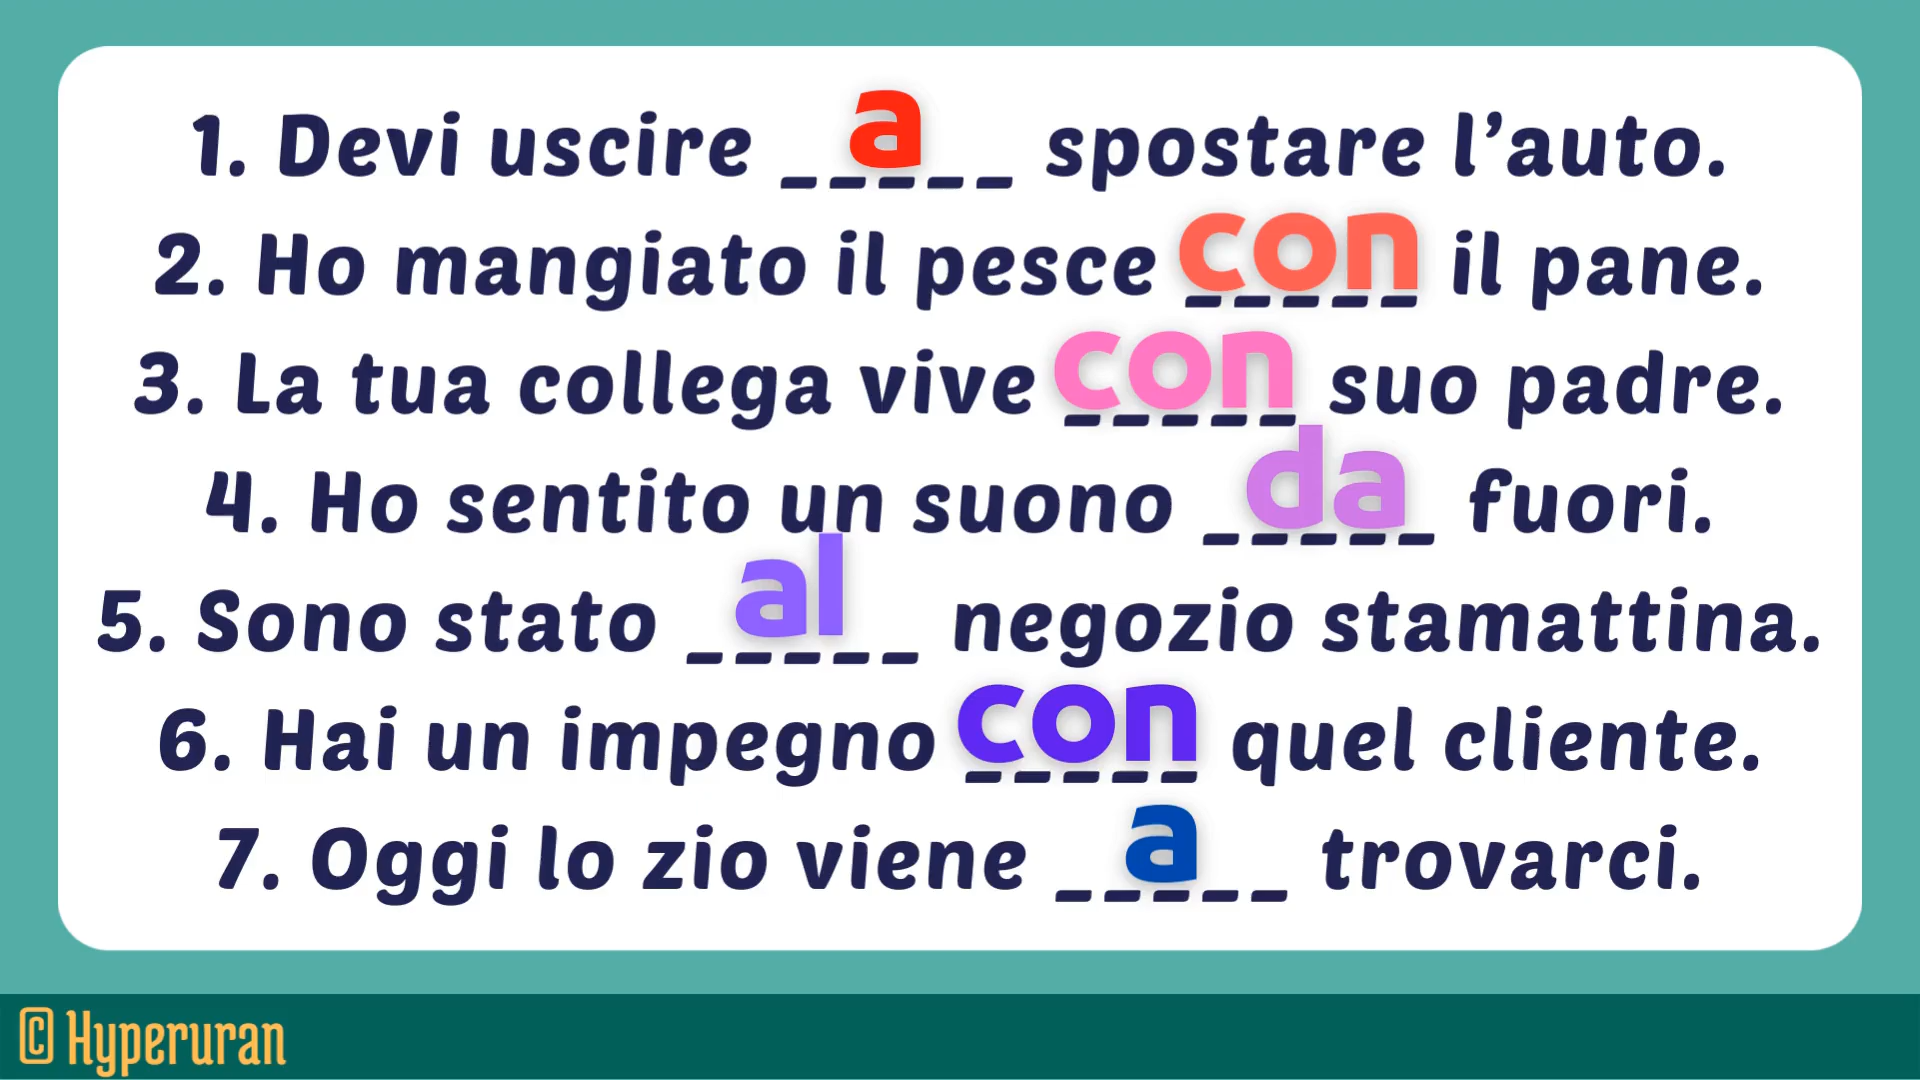 1. Devi uscire a spostare l’auto.
2. Ho mangiato il pesce con il pane.
3. La tua collega vive con suo padre.
4. Ho sentito un suono da fuori.
5. Sono stato al negozio stamattina.
6. Hai un impegno con quel cliente.
7. Oggi lo zio viene a trovarci.
© Hyperuran